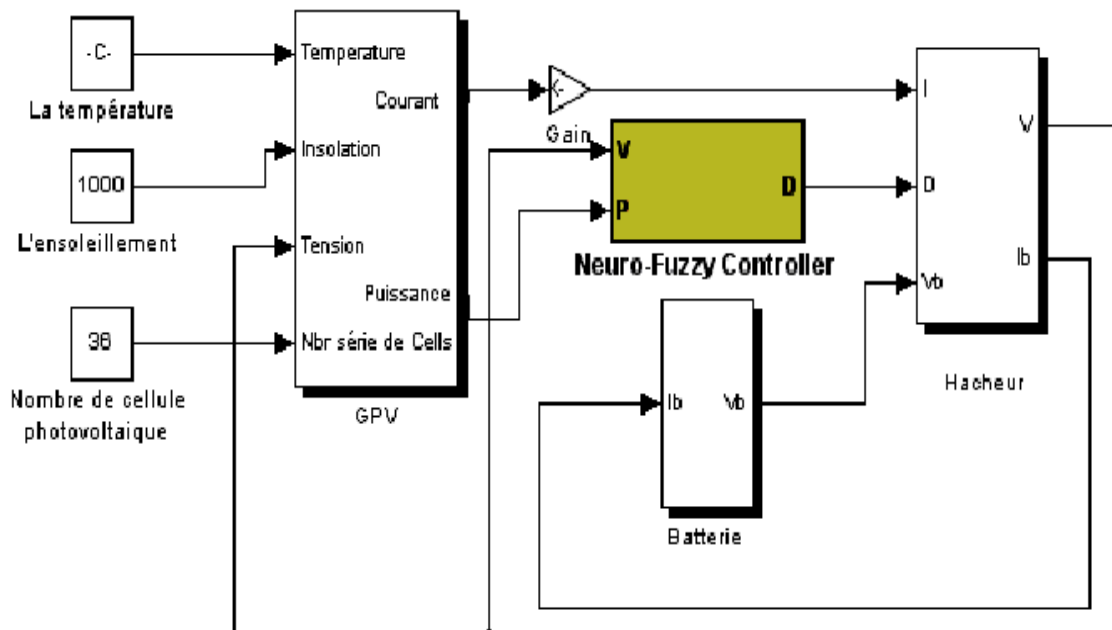 -C-
La température
1000
L'ensoleillement
36
Nombre de cellule
photovoltaique
Temperature
Courant
Insolation
Tension
Puissance
Nbr série de Cells
GPV
Gain
V
D
P
Neuro-Fuzzy Controller
Ib
Vb
Batterie
I
V
D
Ib
Vb
Hacheur